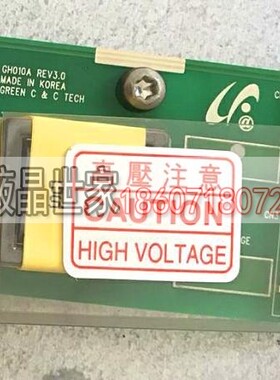 GH010A REV3.0
MADE IN KOREA
GREEN C & C TECH
高壓注意
液晶世家 18607718072
CAUTION
HIGH VOLTAGE